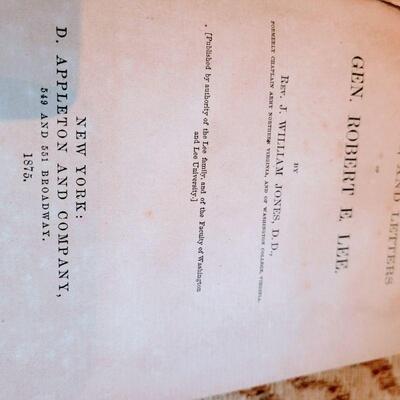 AND LETTERS
OF
GEN. ROBERT E. LEE.
BY
REV. J. WILLIAM JONES, D.D.,
FORMERLY CHAPLAIN ARMY NORTHERN VIRGINIA, AND OF WASHINGTON COLLEGE, VIRGINIA.
[Published by authority of the Lee family, and of the Faculty of Washington
and Lee University.]
NEW YORK:
D. APPLETON AND COMPANY,
549 AND 551 BROADWAY.
1875.